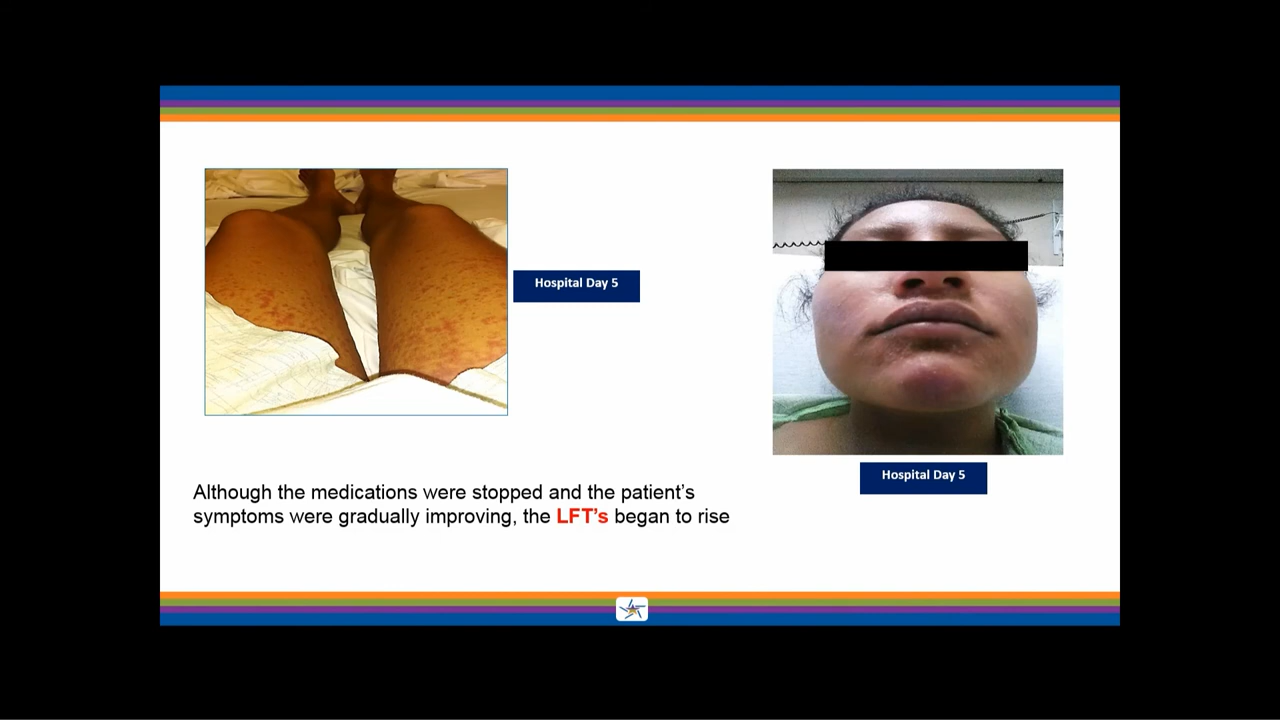 Hospital Day 5
Hospital Day 5
Although the medications were stopped and the patient's
symptoms were gradually improving, the LFT's began to rise